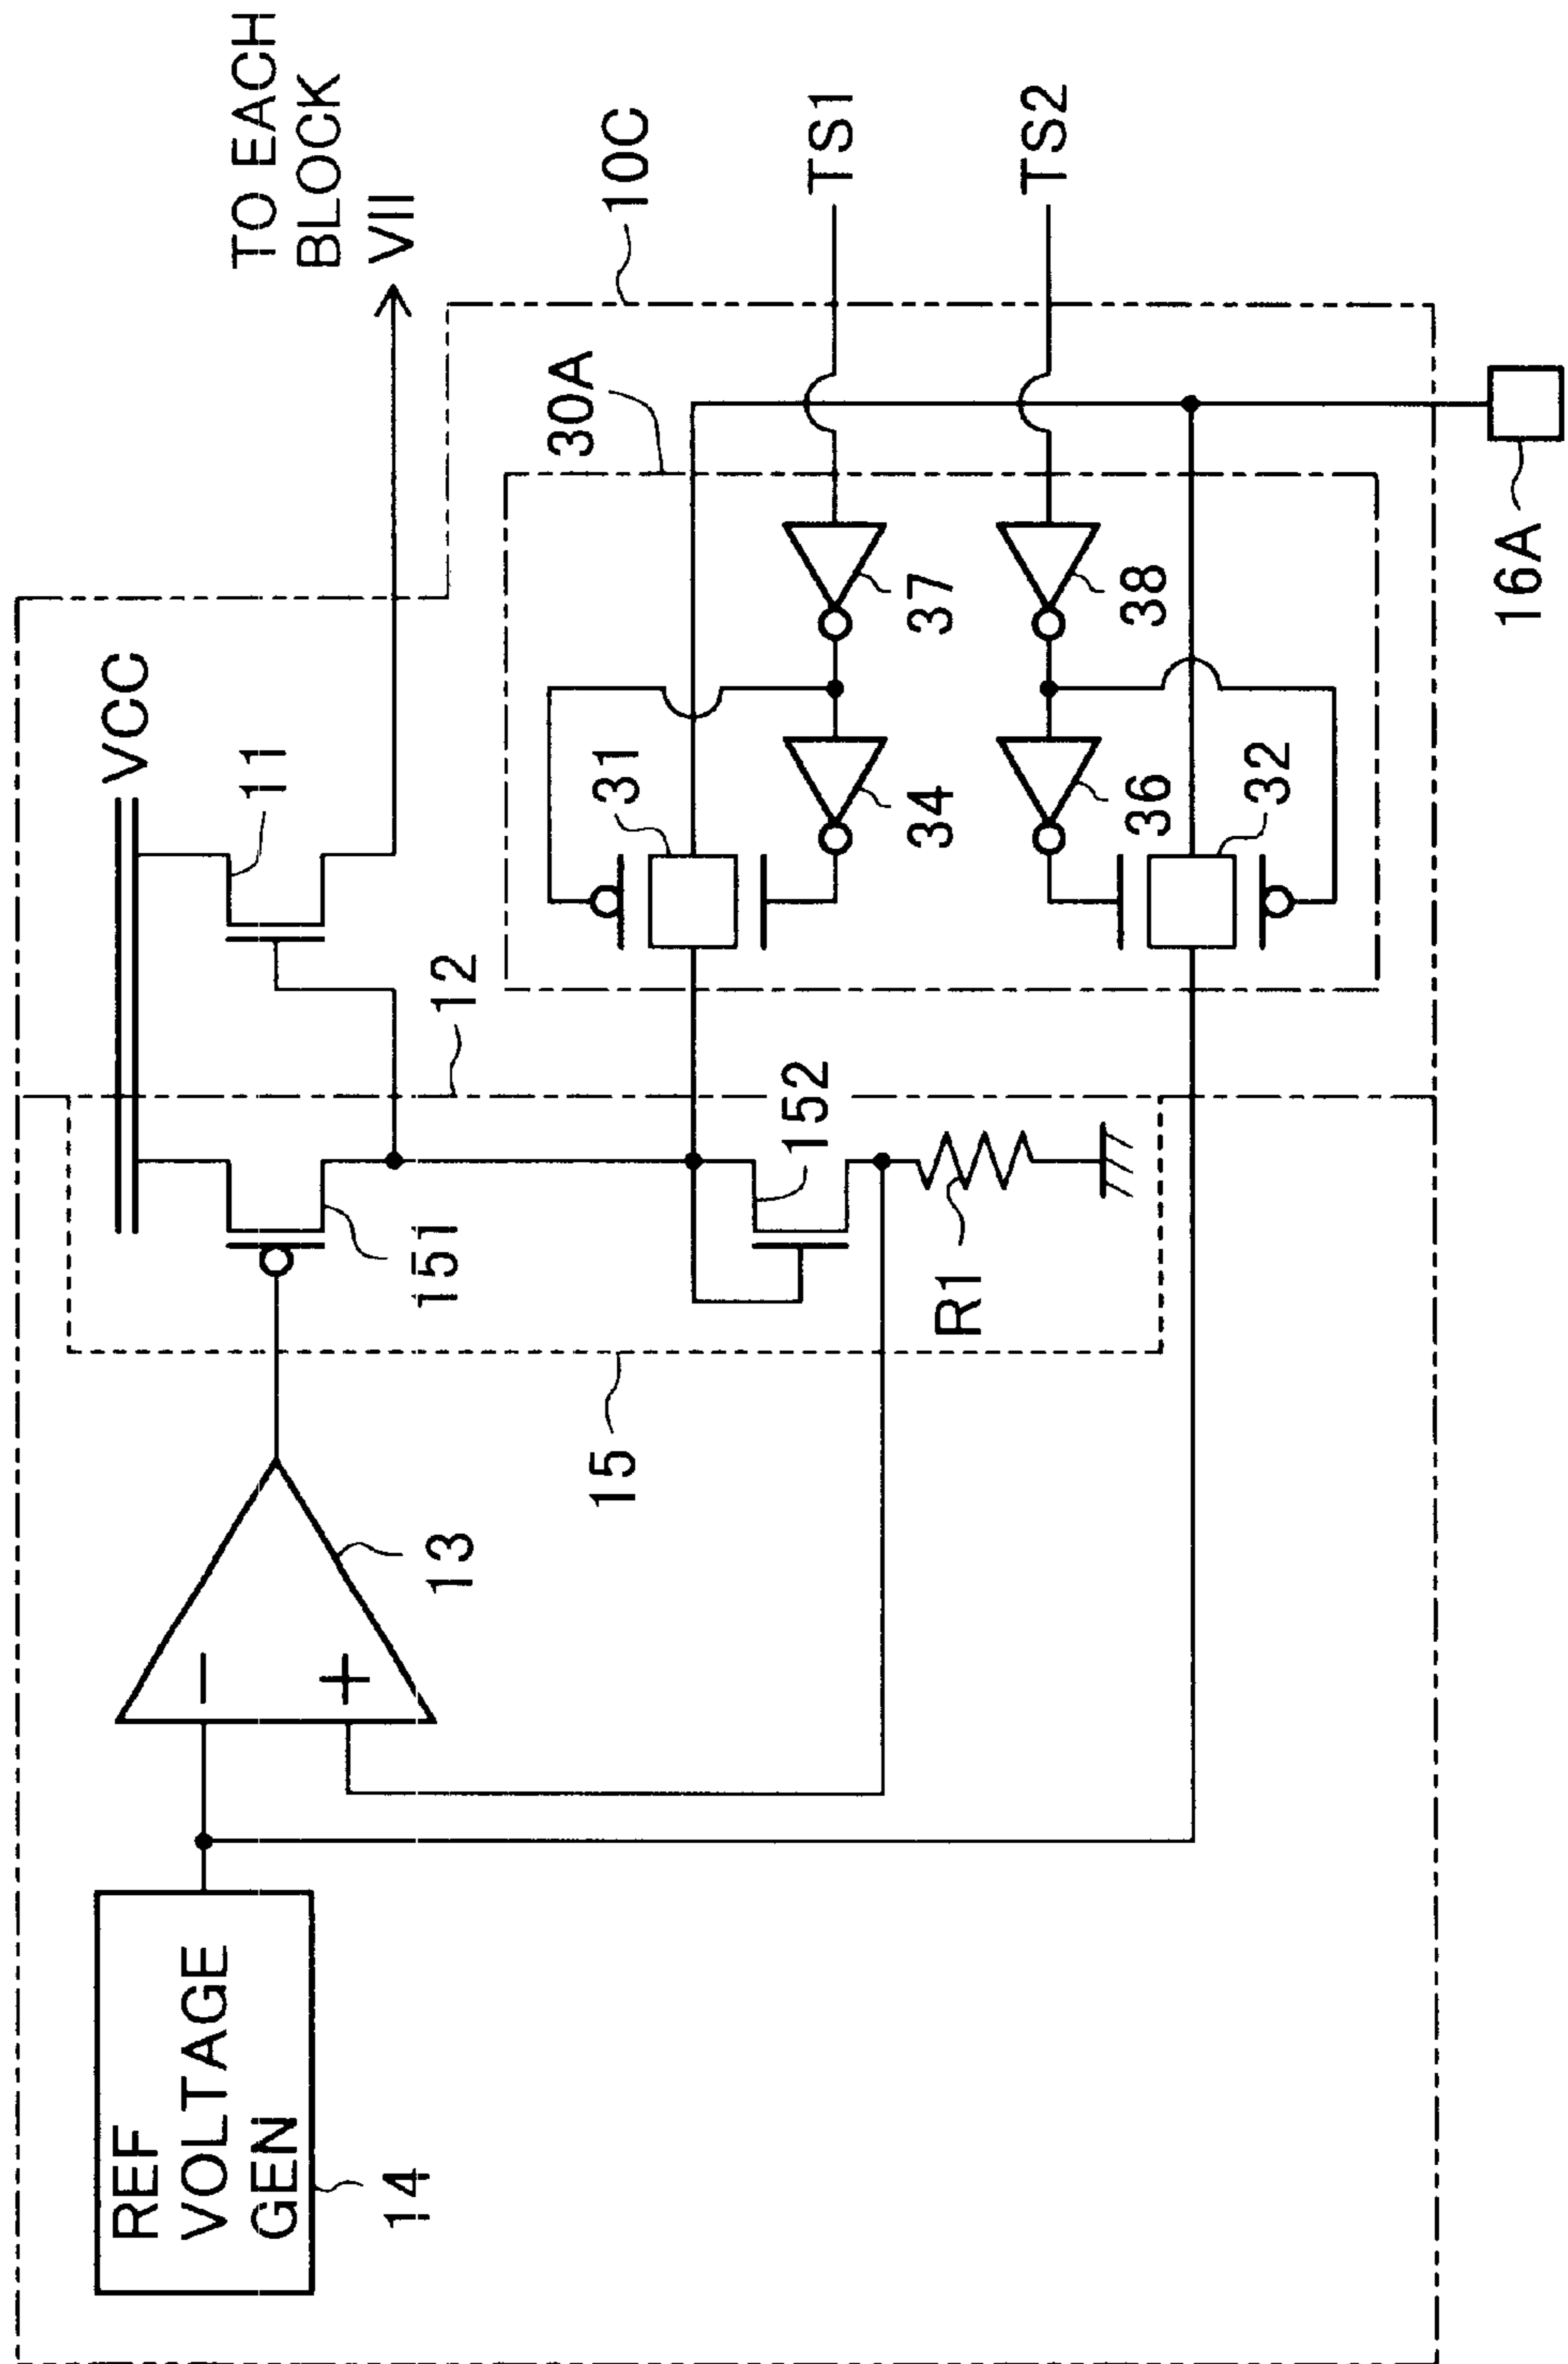 REF
VOLTAGE
GEN
14
13
15
151
152
R1
12
VCC
11
TO EACH
BLOCK
VII
10C
30A
31
34
37
36
38
32
TS1
TS2
16A